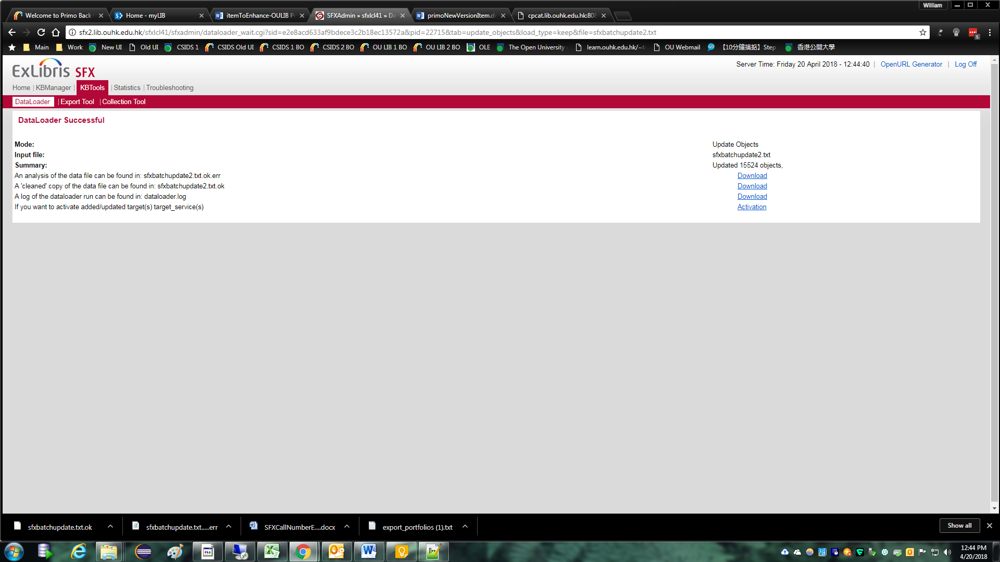 William
Welcome to Primo Back
Home - myLIB
itemToEnhance-OULIB P
SFXAdmin » sfxlcl41 » Da
primoNewVersionItem.d
cpcat.lib.ouhk.edu.hk:808
sfx2.lib.ouhk.edu.hk/sfxlcl41/sfxadmin/dataloader_wait.cgi?sid=e2e8acd633af9bdece3c2b18ec13572a&pid=22715&tab=update_objects&load_type=keep&file=sfxbatchupdate2.txt
5
Main
Work
New UI
Old UI
CSIDS 1
CSIDS Old UI
CSIDS 1 BO
CSIDS 2 BO
OU LIB 1 BO
OU LIB 2 BO
OLE
The Open University
learn.ouhk.edu.hk/~t
OU Webmail
【10分鐘搞掂】Step
香港公開大學
ExLibris SFX
Server Time: Friday 20 April 2018 - 12:44:40 | OpenURL Generator | Log Off
Home | KBManager | KBTools | Statistics | Troubleshooting
DataLoader | Export Tool | Collection Tool
DataLoader Successful
Mode: Update Objects
Input file: sfxbatchupdate2.txt
Summary: Updated 15524 objects,
An analysis of the data file can be found in: sfxbatchupdate2.txt.ok.err Download
A 'cleaned' copy of the data file can be found in: sfxbatchupdate2.txt.ok Download
A log of the dataloader run can be found in: dataloader.log Download
If you want to activate added/updated target(s) target_service(s) Activation
sfxbatchupdate.txt.ok
sfxbatchupdate.txt.....err
SFXCallNumberE....docx
export_portfolios (1).txt
Show all
12:44 PM
4/20/2018